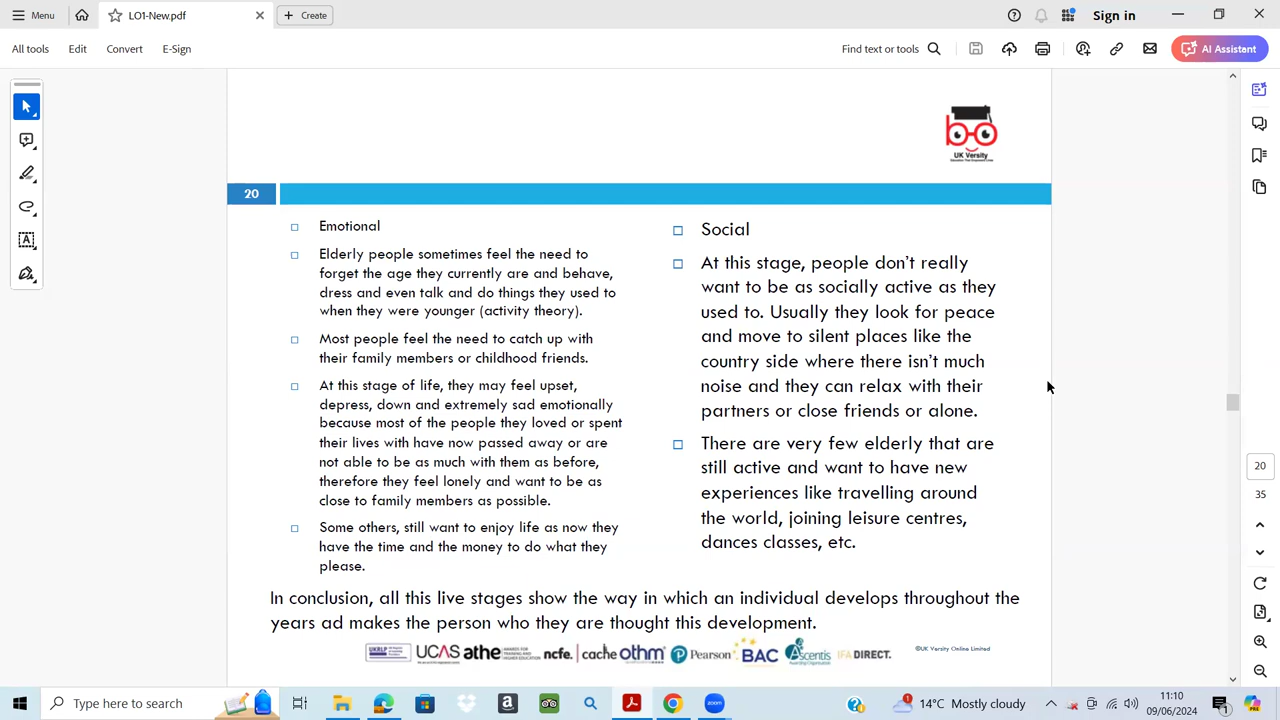 Menu
LO1-New.pdf
Create
Sign in
All tools
Edit
Convert
E-Sign
Find text or tools
AI Assistant
UK Versity
20
Emotional
Elderly people sometimes feel the need to
forget the age they currently are and behave,
dress and even talk and do things they used to
when they were younger (activity theory).
Most people feel the need to catch up with
their family members or childhood friends.
At this stage of life, they may feel upset,
depress, down and extremely sad emotionally
because most of the people they loved or spent
their lives with have now passed away or are
not able to be as much with them as before,
therefore they feel lonely and want to be as
close to family members as possible.
Some others, still want to enjoy life as now they
have the time and the money to do what they
please.
Social
At this stage, people don't really
want to be as socially active as they
used to. Usually they look for peace
and move to silent places like the
country side where there isn't much
noise and they can relax with their
partners or close friends or alone.
There are very few elderly that are
still active and want to have new
experiences like travelling around
the world, joining leisure centres,
dances classes, etc.
In conclusion, all this live stages show the way in which an individual develops throughout the
years ad makes the person who they are thought this development.
UKRLP
UCAS
athe
ncfe.
cache
othm
Pearson
BAC
Ascentis
IFA DIRECT.
©UK Versity Online Limited
20
35
Type here to search
14°C Mostly cloudy
11:10
09/06/2024